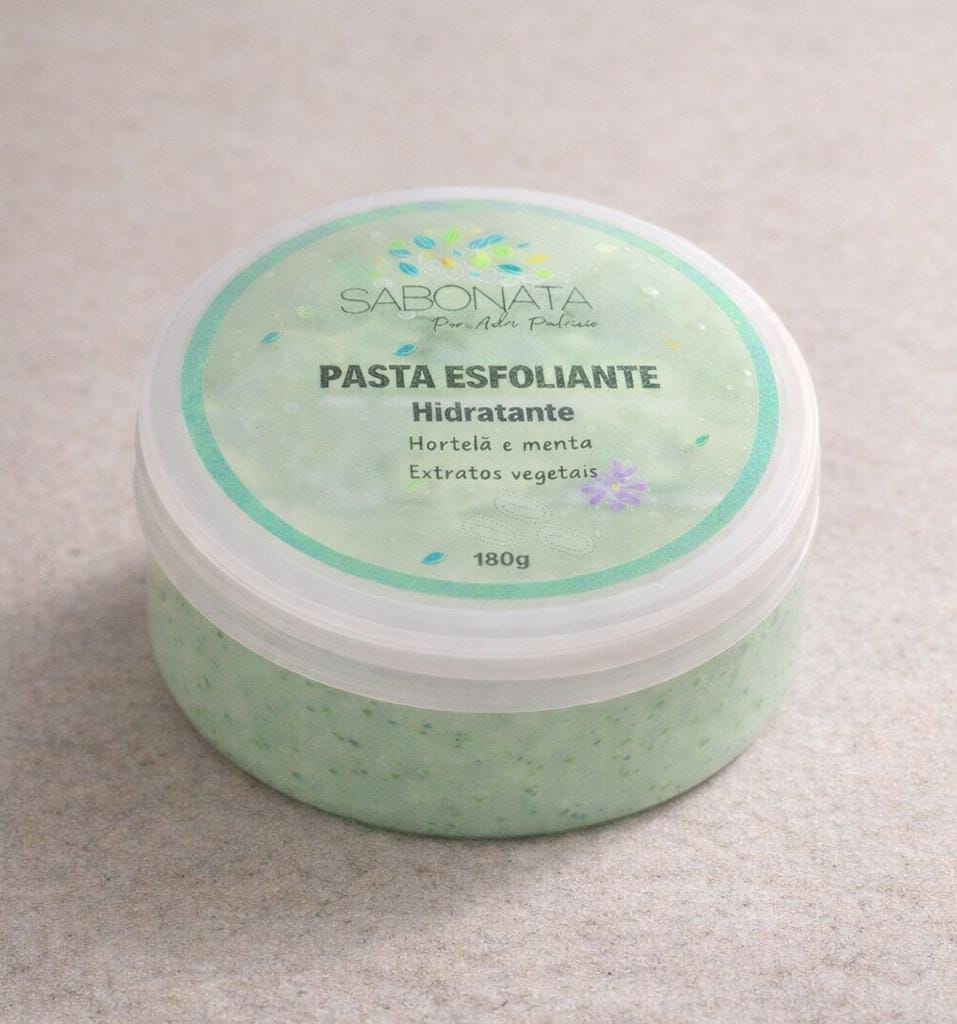 SABONATA
Por Adri Patricio
PASTA ESFOLIANTE
Hidratante
Hortelã e menta
Extratos vegetais
180g